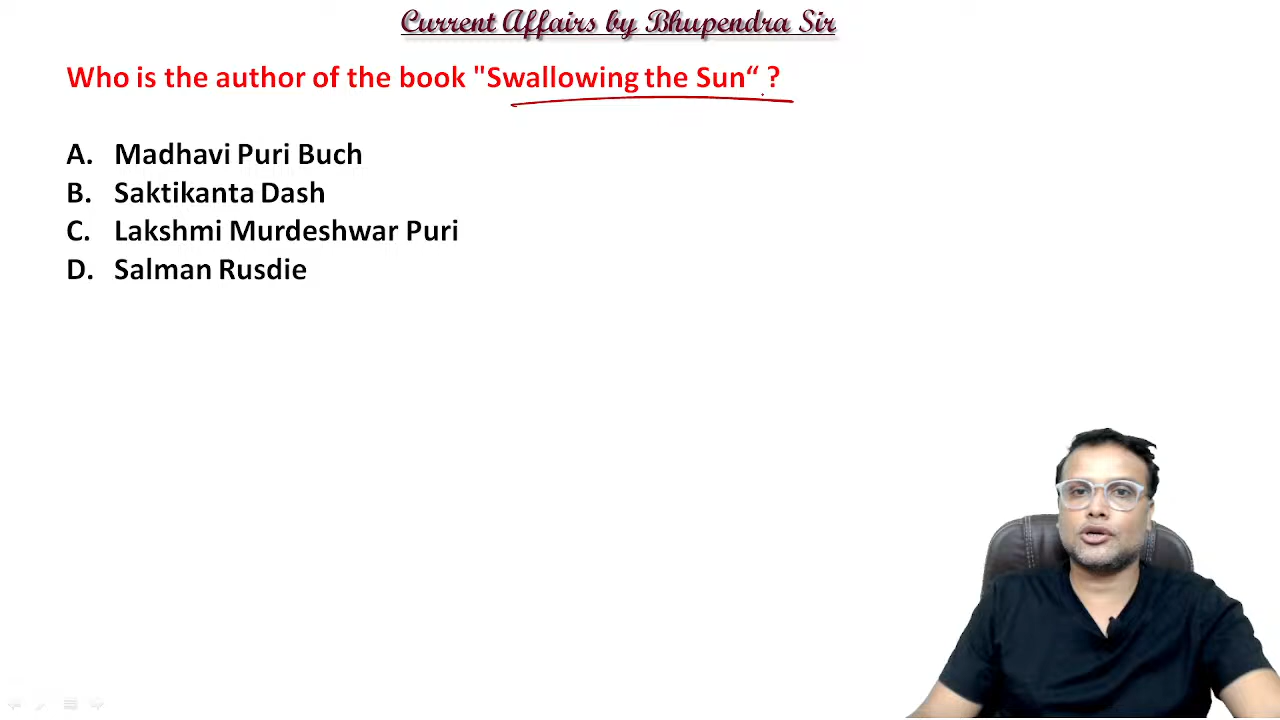 Current Affairs by Bhupendra Sir
Who is the author of the book "Swallowing the Sun“ ?
A. Madhavi Puri Buch
B. Saktikanta Dash
C. Lakshmi Murdeshwar Puri
D. Salman Rusdie